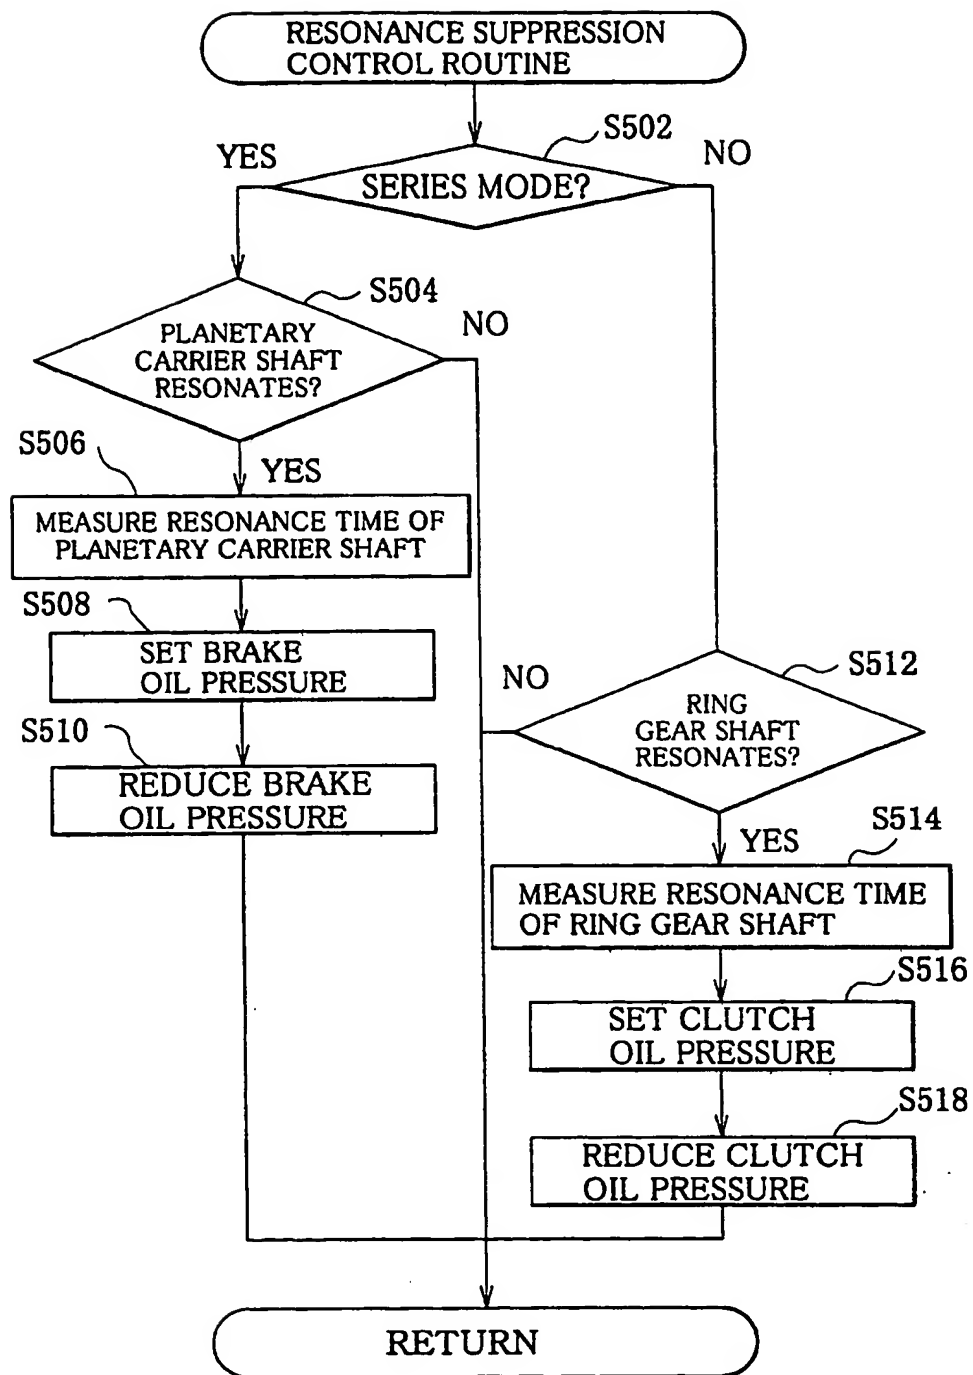 RESONANCE SUPPRESSION
CONTROL ROUTINE
S502
YES
NO
SERIES MODE?
S504
NO
PLANETARY
CARRIER SHAFT
RESONATES?
S506
YES
MEASURE RESONANCE TIME OF
PLANETARY CARRIER SHAFT
S508
SET BRAKE
OIL PRESSURE
S510
REDUCE BRAKE
OIL PRESSURE
NO
S512
RING
GEAR SHAFT
RESONATES?
YES
S514
MEASURE RESONANCE TIME
OF RING GEAR SHAFT
S516
SET CLUTCH
OIL PRESSURE
S518
REDUCE CLUTCH
OIL PRESSURE
RETURN